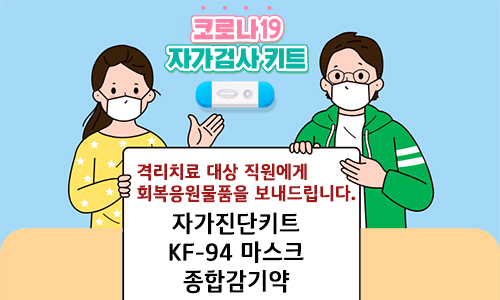 코로나19
자가검사 키트
격리치료 대상 직원에게
회복응원물품을 보내드립니다.
자가진단키트
KF-94 마스크
종합감기약